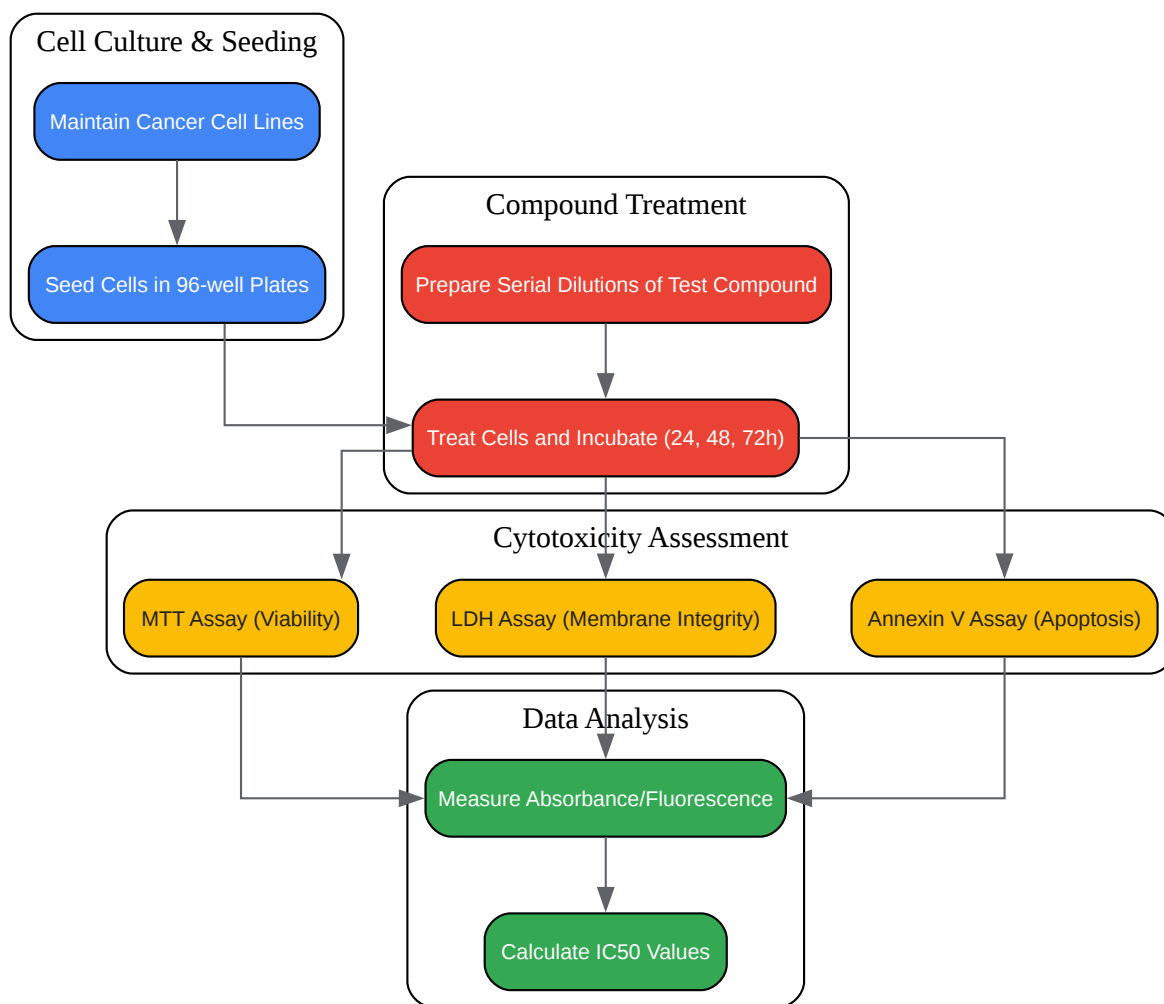 Cell Culture & Seeding
Maintain Cancer Cell Lines
Seed Cells in 96-well Plates
Compound Treatment
Prepare Serial Dilutions of Test Compound
Treat Cells and Incubate (24, 48, 72h)
Cytotoxicity Assessment
MTT Assay (Viability)
LDH Assay (Membrane Integrity)
Annexin V Assay (Apoptosis)
Data Analysis
Measure Absorbance/Fluorescence
Calculate IC50 Values